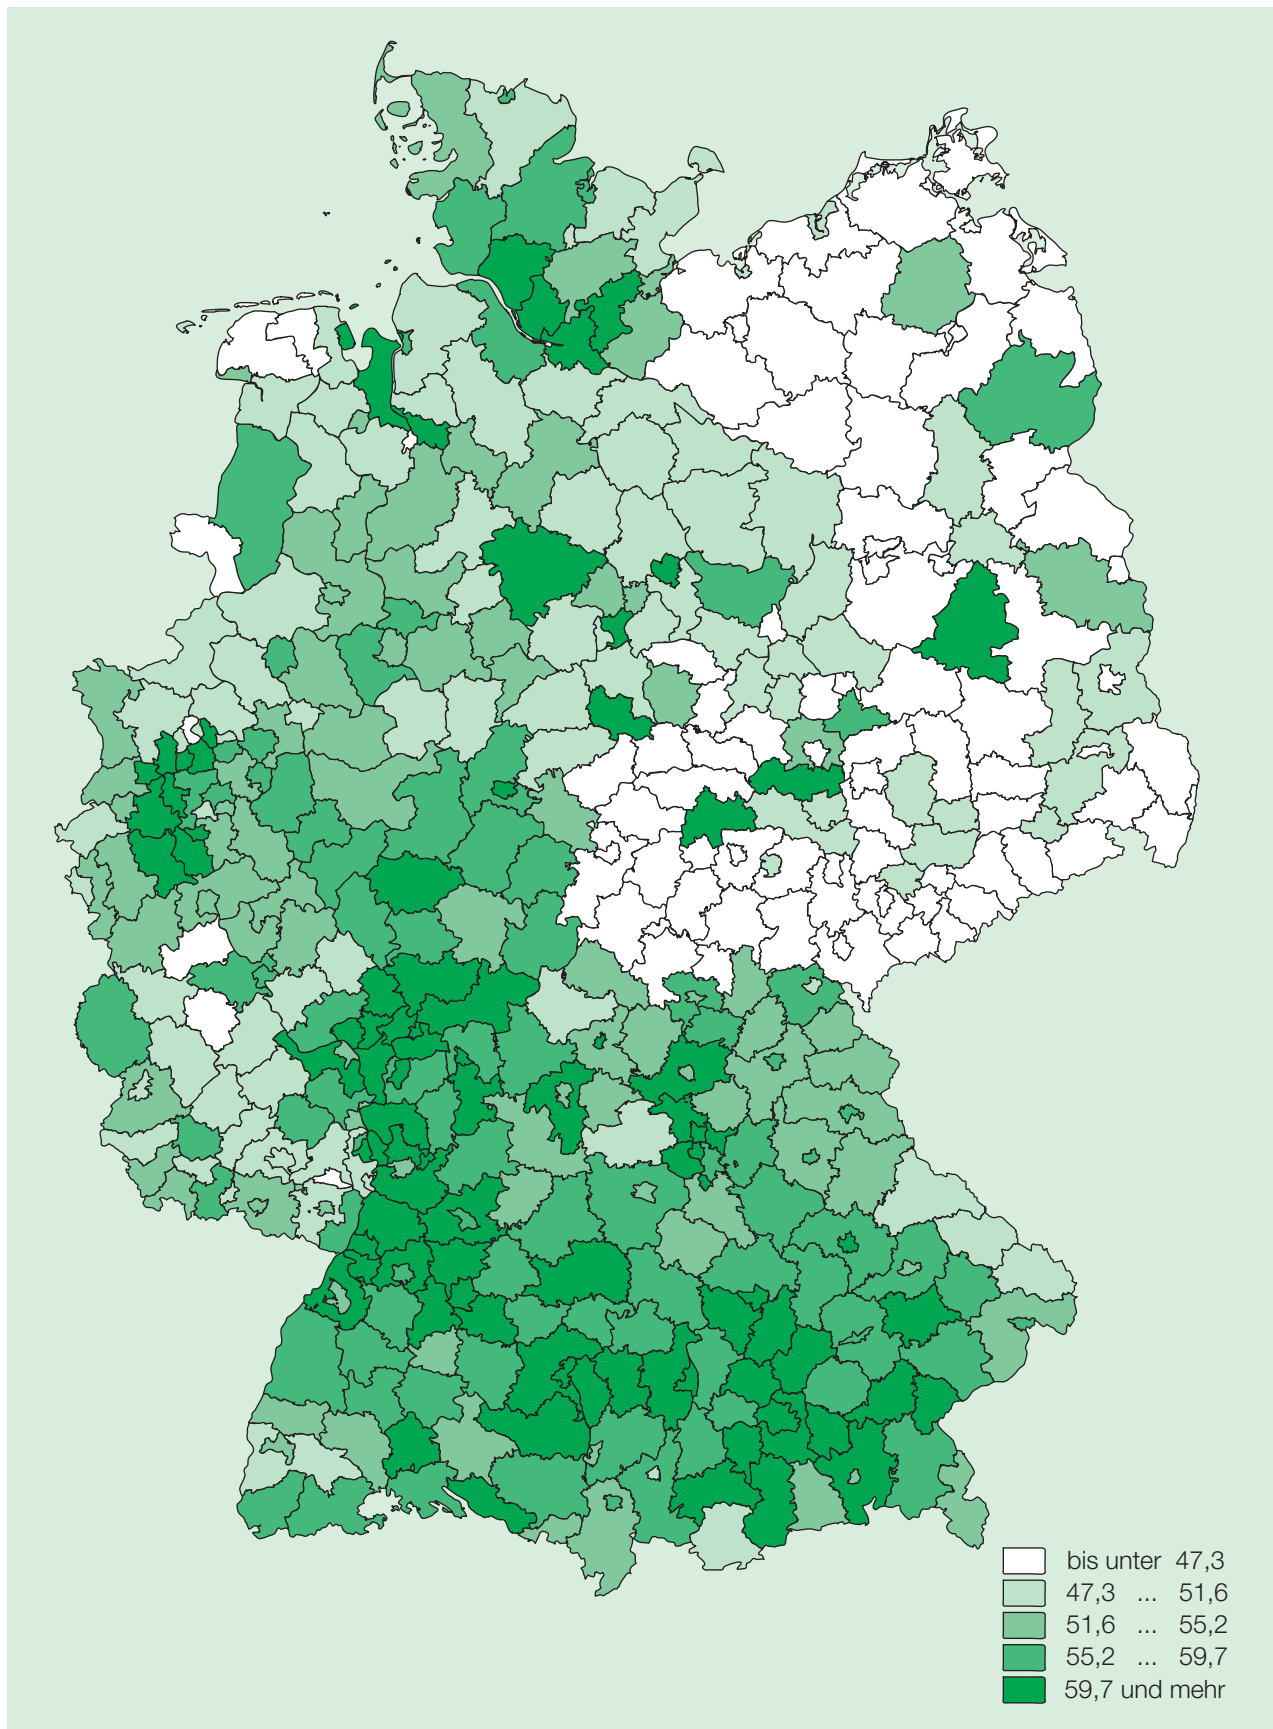 bis unter 47,3
47,3 ... 51,6
51,6 ... 55,2
55,2 ... 59,7
59,7 und mehr